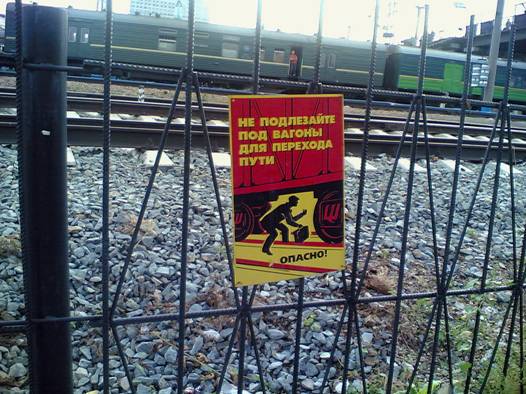 НЕ ПОДЛЕЗАЙТЕ
ПОД ВАГОНЫ
ДЛЯ ПЕРЕХОДА
ПУТИ
ОПАСНО!